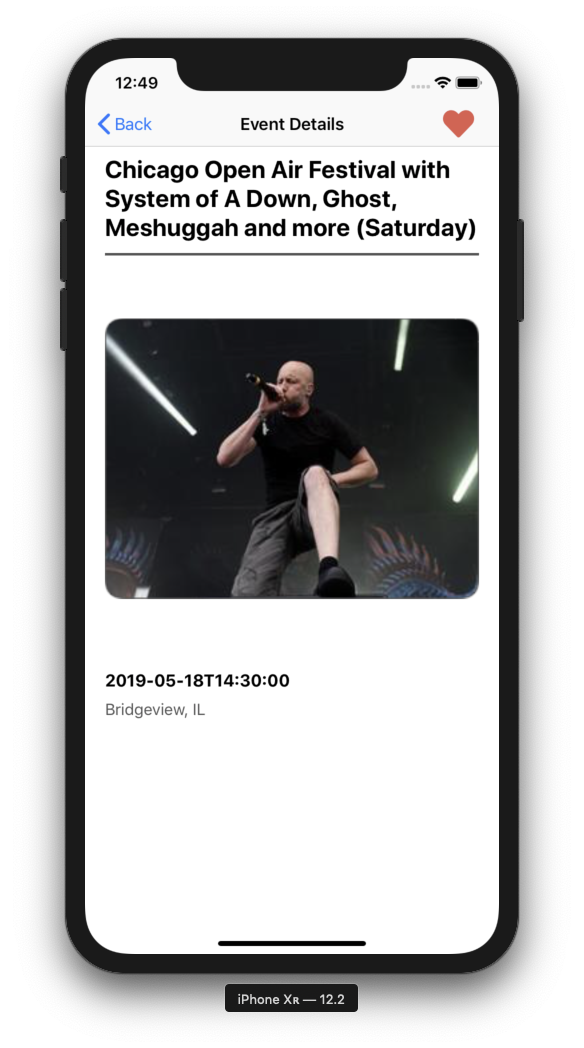 12:49
Back
Event Details
Chicago Open Air Festival with
System of A Down, Ghost,
Meshuggah and more (Saturday)
2019-05-18T14:30:00
Bridgeview, IL
iPhone Xʀ — 12.2